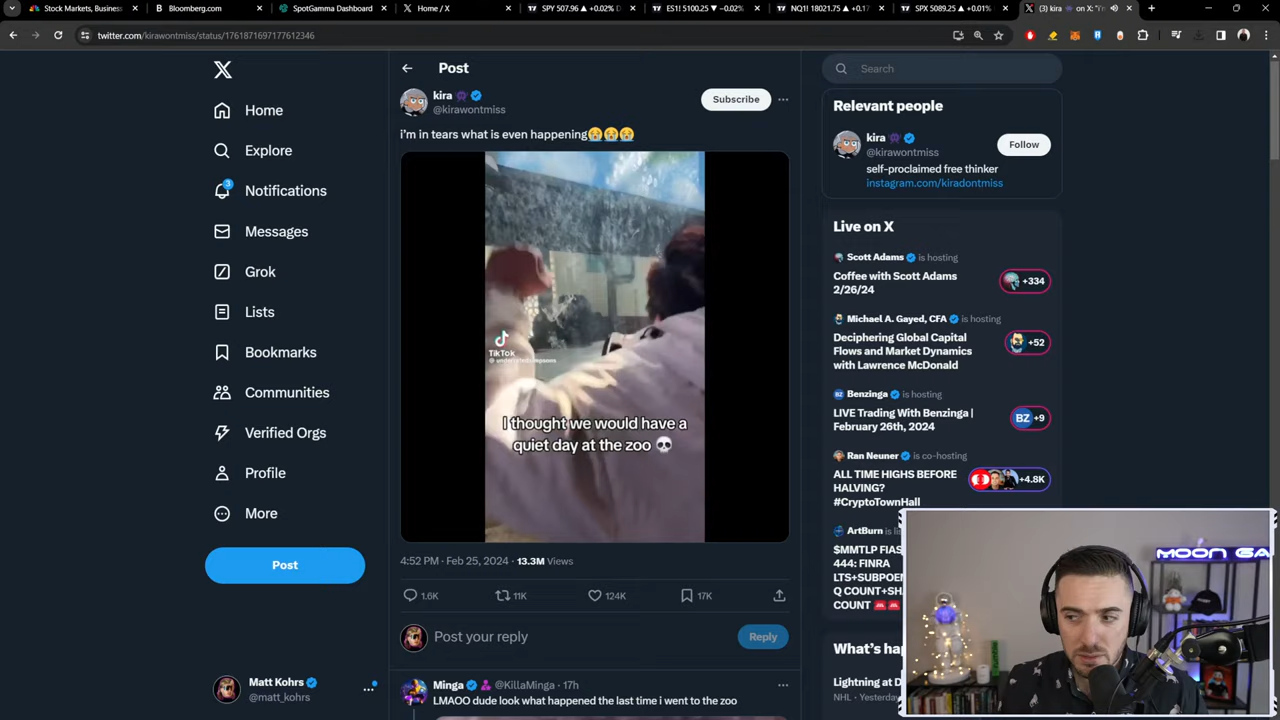 Stock Markets, Business
Bloomberg.com
SpotGamma Dashboard
Home / X
SPY 507.96 ▲ +0.02%
ES1! 5102.25 ▼ −0.02%
NQ1! 18021.75 ▲ +0.1
SPX 5089.25 ▲ +0.01%
(3) kira on X: "i'm
twitter.com/kirawontmiss/status/1761871697177612346
Home
Explore
3
Notifications
Messages
Grok
Lists
Bookmarks
Communities
Verified Orgs
Profile
More
Post
Matt Kohrs
@matt_kohrs
Post
kira 👾
@kirawontmiss
Subscribe
i'm in tears what is even happening😭😭😭
TikTok
I thought we would have a
quiet day at the zoo 💀
4:52 PM · Feb 25, 2024 · 13.3M Views
1.6K
11K
124K
17K
Post your reply
Reply
Minga @KillaMinga · 17h
LMAOO dude look what happened the last time i went to the zoo
Search
Relevant people
kira 👾
@kirawontmiss
Follow
self-proclaimed free thinker
instagram.com/kiradontmiss
Live on X
Scott Adams is hosting
Coffee with Scott Adams
2/26/24
+334
Michael A. Gayed, CFA is hosting
Deciphering Global Capital
Flows and Market Dynamics
with Lawrence McDonald
+52
Benzinga is hosting
LIVE Trading With Benzinga |
February 26th, 2024
BZ +9
Ran Neuner is co-hosting
ALL TIME HIGHS BEFORE
HALVING?
#CryptoTownHall
+4.8K
ArtBurn
$MMTLP FIAS
444: FINRA
LTS+SUBPOE
Q COUNT+SH
COUNT
What's ha
Lightning at D
NHL · Yesterday
MOON GA